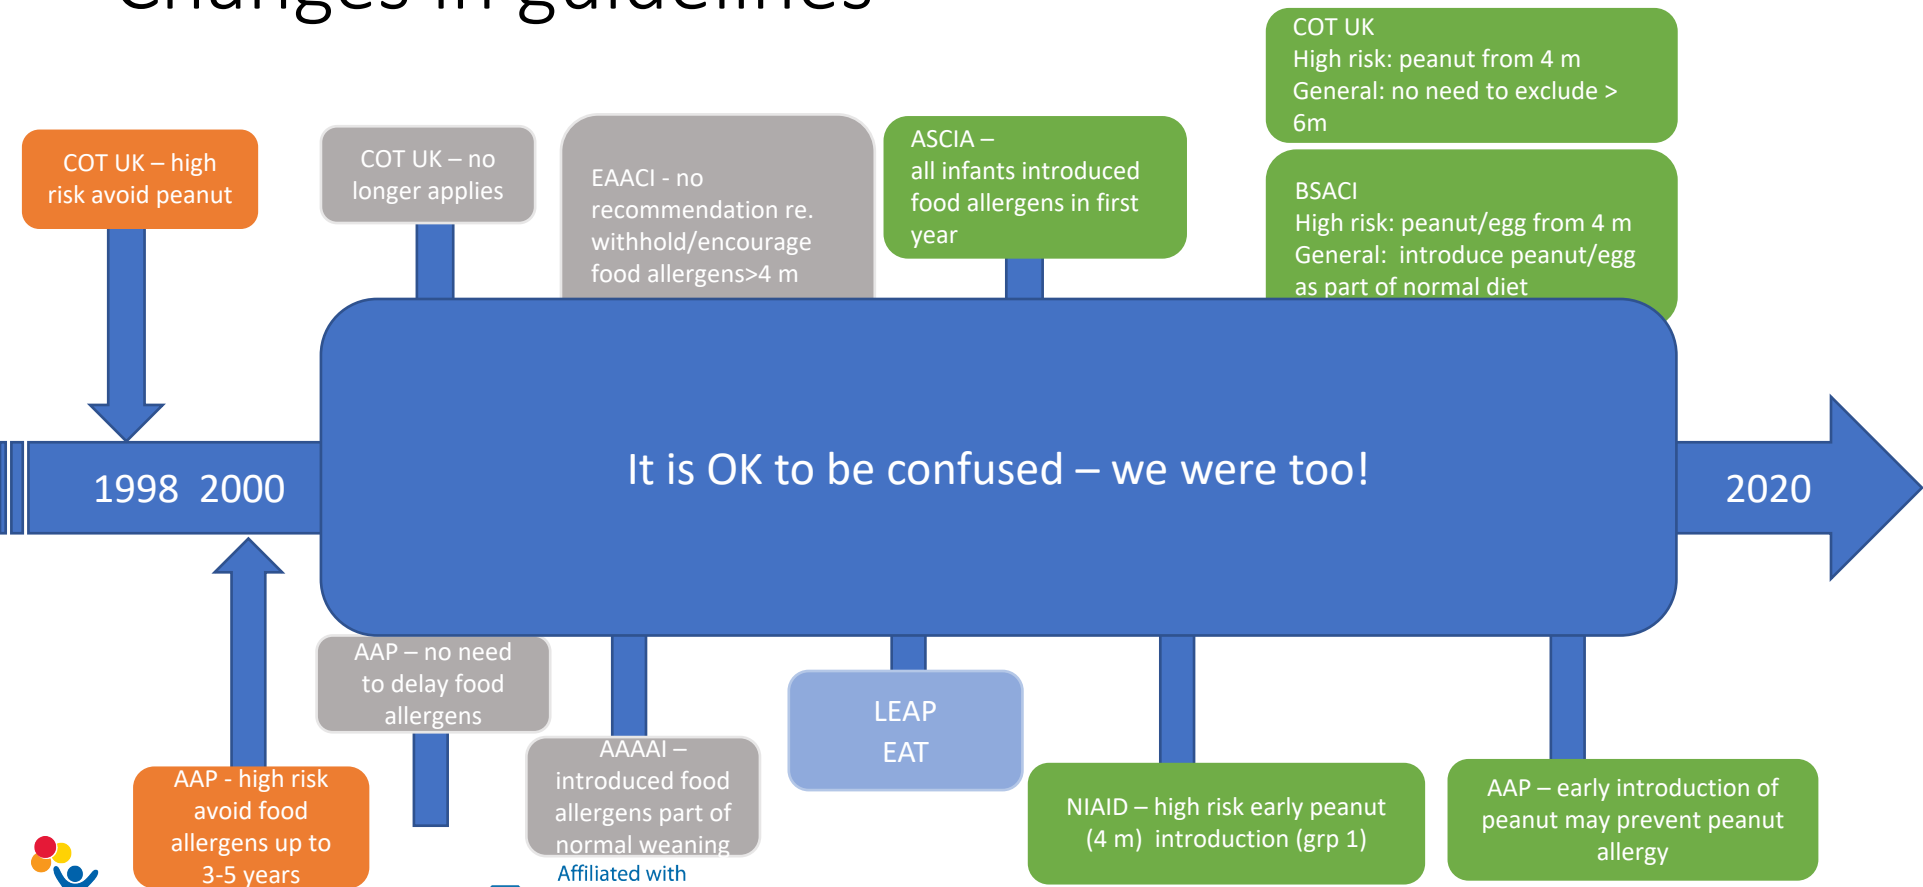 Changes in guidelines
COT UK – high
risk avoid peanut
COT UK – no
longer applies
EAACI - no
recommendation re.
withhold/encourage
food allergens>4 m
ASCIA –
all infants introduced
food allergens in first
year
COT UK
High risk: peanut from 4 m
General: no need to exclude >
6m
BSACI
High risk: peanut/egg from 4 m
General:  introduce peanut/egg
as part of normal diet
1998  2000
It is OK to be confused – we were too!
2020
AAP - high risk
avoid food
allergens up to
3-5 years
AAP – no need
to delay food
allergens
AAAAI –
introduced food
allergens part of
normal weaning
LEAP
EAT
NIAID – high risk early peanut
(4 m)  introduction (grp 1)
AAP – early introduction of
peanut may prevent peanut
allergy
Affiliated with